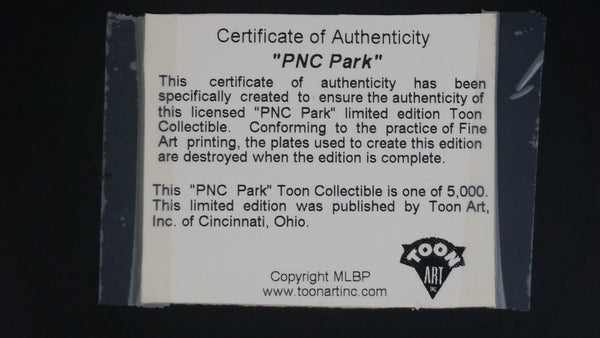 Certificate of Authenticity
"PNC Park"
This certificate of authenticity has been
specifically created to ensure the authenticity of
this licensed "PNC Park" limited edition Toon
Collectible. Conforming to the practice of Fine
Art printing, the plates used to create this edition
are destroyed when the edition is complete.
This "PNC Park" Toon Collectible is one of 5,000.
This limited edition was published by Toon Art,
Inc. of Cincinnati, Ohio.
TOON
ART
INC
Copyright MLBP
www.toonartinc.com